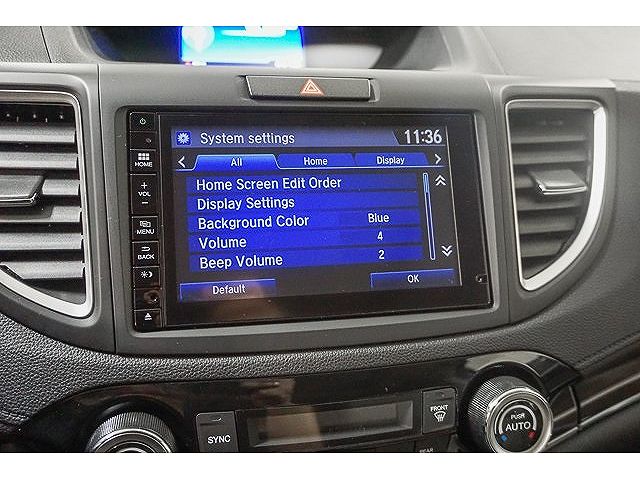 System settings 11:36
All Home Display
Home Screen Edit Order
Display Settings
Background Color Blue
Volume 4
Beep Volume 2
Default OK
HOME
+
VOL
−
MENU
BACK
SYNC
FRONT
REAR
PUSH
AUTO